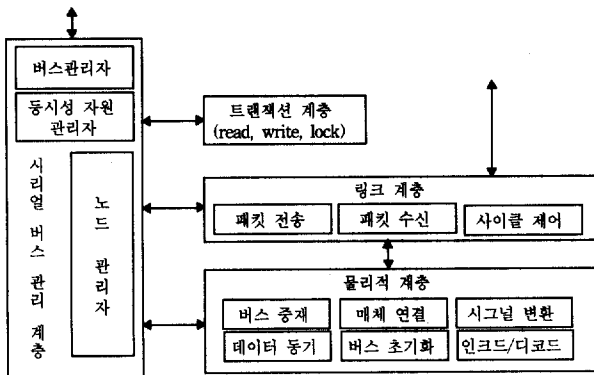 버스관리자
등시성 자원
관리자
시리얼 버스 관리 계층
노드 관리자
트랜잭션 계층
(read, write, lock)
링크 계층
패킷 전송
패킷 수신
사이클 제어
물리적 계층
버스 중재
매체 연결
시그널 변환
데이터 동기
버스 초기화
인크드/디코드